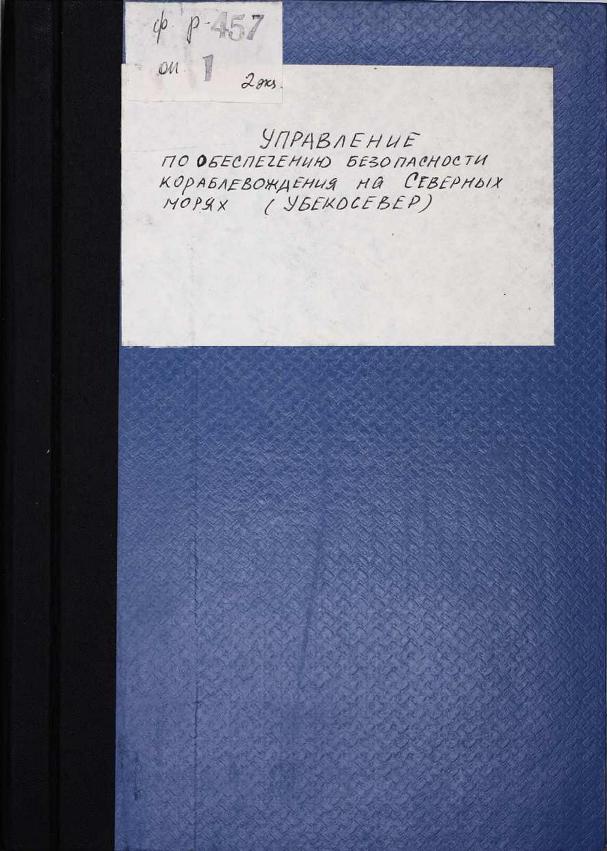 ф р-457
оп 1
2 экз.
УПРАВЛЕНИЕ
ПО ОБЕСПЕЧЕНИЮ БЕЗОПАСНОСТИ
КОРАБЛЕВОЖДЕНИЯ НА СЕВЕРНЫХ
МОРЯХ (УБЕКОСЕВЕР)